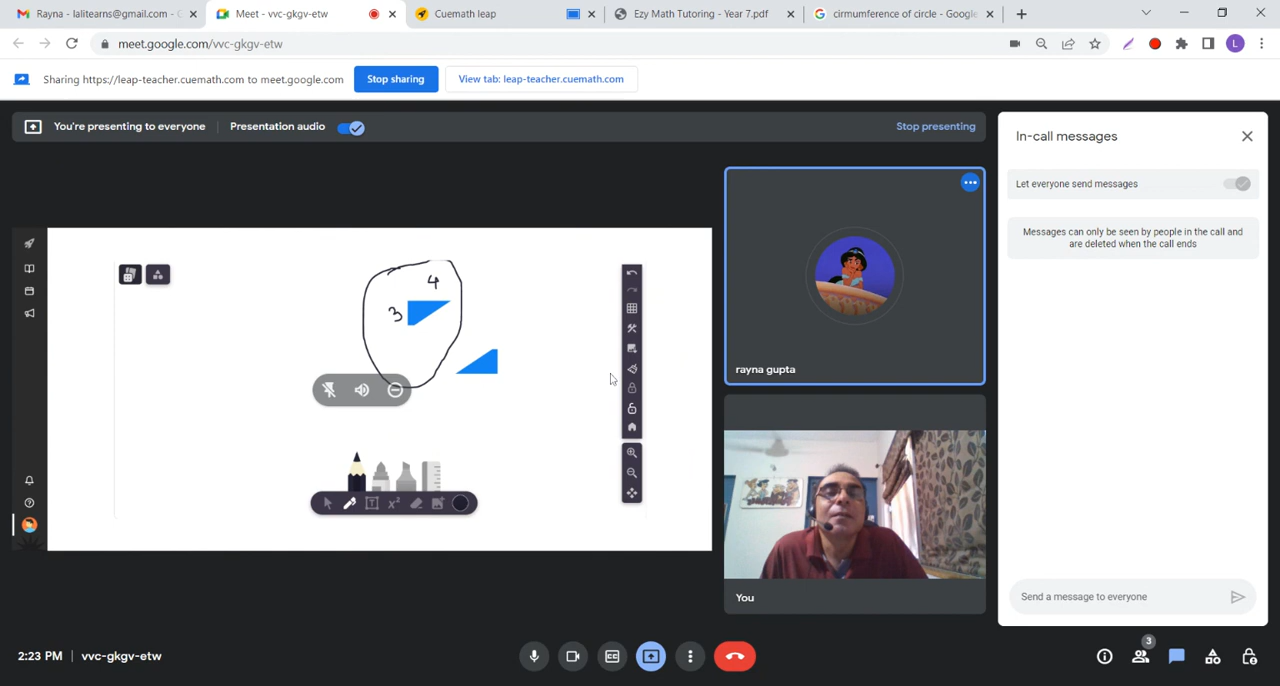 Rayna - lalitearns@gmail.com - G
Meet - vvc-gkgv-etw
Cuemath leap
Ezy Math Tutoring - Year 7.pdf
cirmumference of circle - Google
meet.google.com/vvc-gkgv-etw
L
Sharing https://leap-teacher.cuemath.com to meet.google.com
Stop sharing
View tab: leap-teacher.cuemath.com
You're presenting to everyone
Presentation audio
Stop presenting
In-call messages
Let everyone send messages
Messages can only be seen by people in the call and
are deleted when the call ends
4
3
T
x²
rayna gupta
You
Send a message to everyone
2:23 PM | vvc-gkgv-etw
CC
3